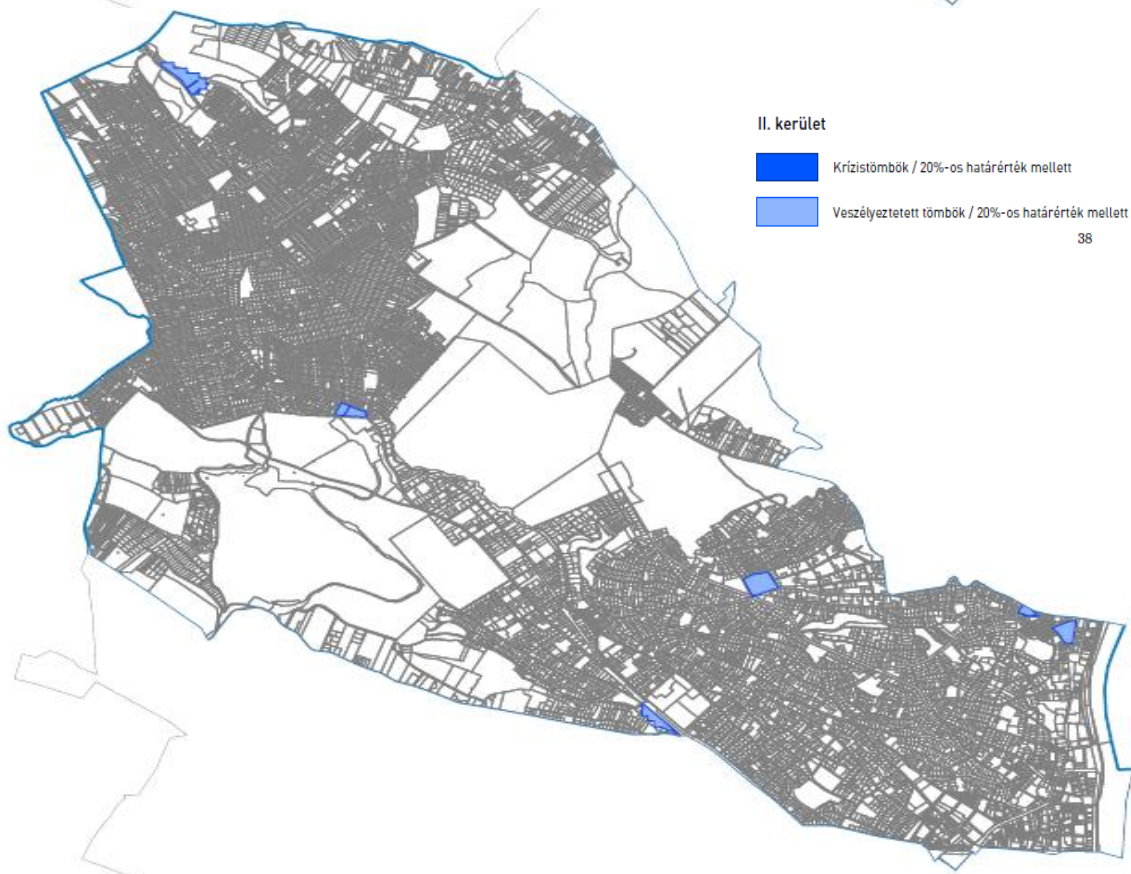 II. kerület
Krízistömbök / 20%-os határérték mellett
Veszélyeztetett tömbök / 20%-os határérték mellett
38